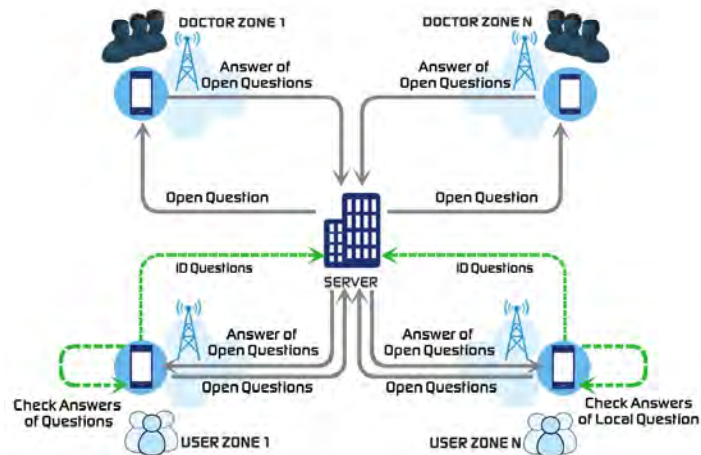 DOCTOR ZONE 1
DOCTOR ZONE N
Answer of
Open Questions
Answer of
Open Questions
Open Question
Open Question
ID Questions
ID Questions
SERVER
Answer of
Open Questions
Answer of
Open Questions
Open Questions
Open Questions
Check Answers
of Questions
Check Answers
of Local Question
USER ZONE 1
USER ZONE N